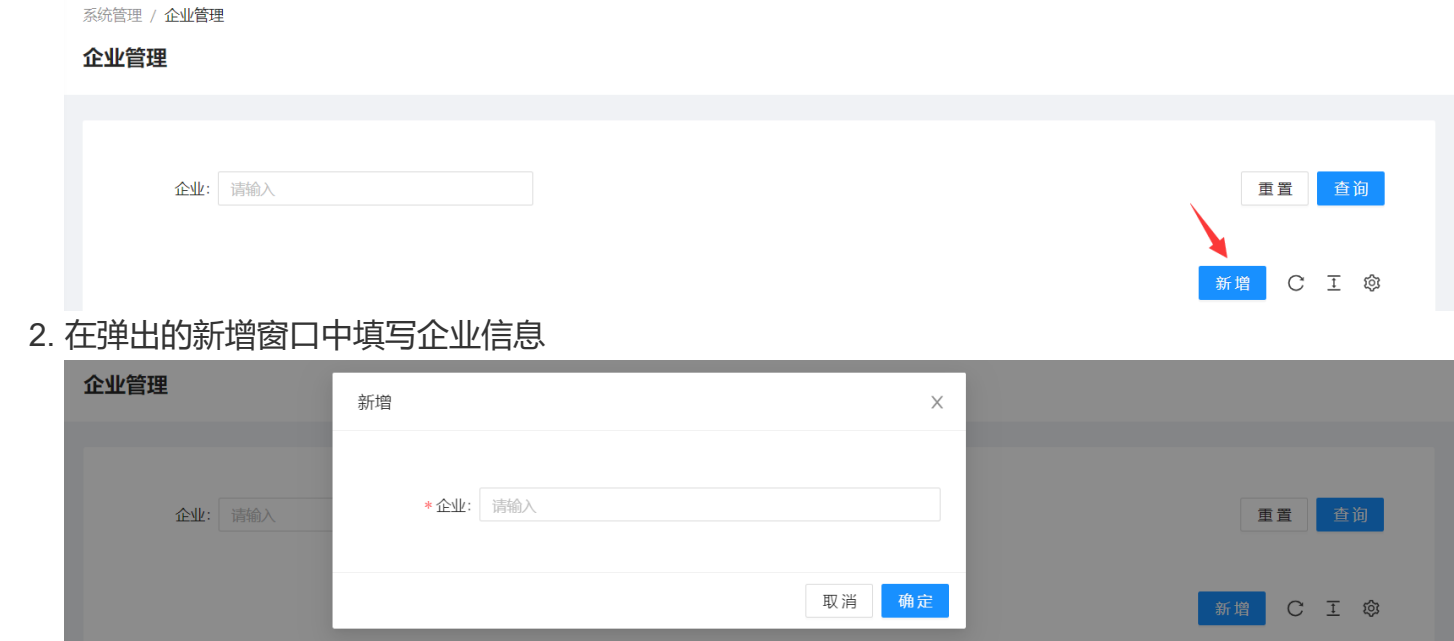 系统管理 / 企业管理
企业管理
企业: 请输入 重置 查询
新增
2. 在弹出的新增窗口中填写企业信息
企业管理
新增
企业: 请输入 * 企业: 请输入 重置 查询
取消 确定 新增